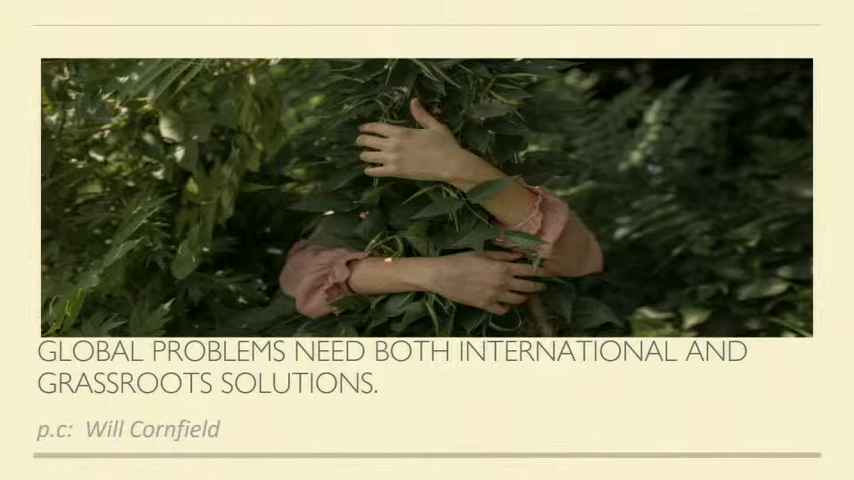 GLOBAL PROBLEMS NEED BOTH INTERNATIONAL AND
GRASSROOTS SOLUTIONS.
p.c: Will Cornfield